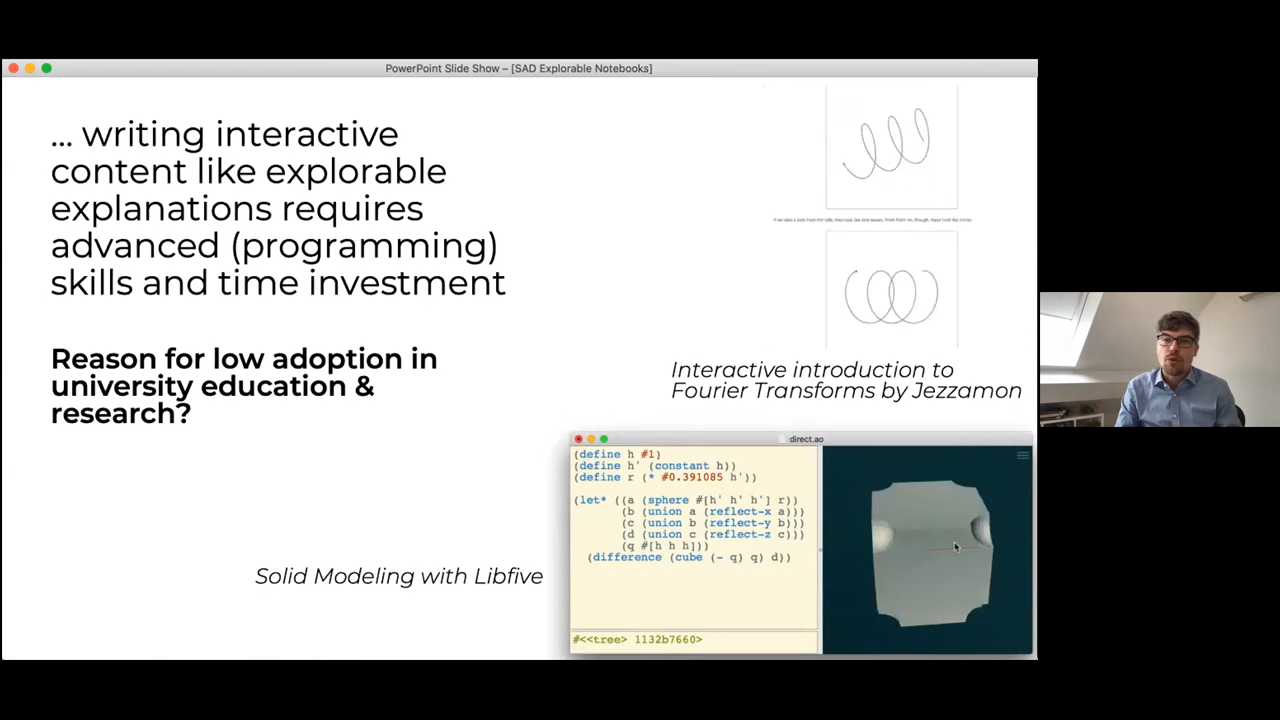 PowerPoint Slide Show – [SAD Explorable Notebooks]
... writing interactive
content like explorable
explanations requires
advanced (programming)
skills and time investment
Reason for low adoption in
university education &
research?
Interactive introduction to
Fourier Transforms by Jezzamon
Solid Modeling with Libfive
direct.ao
(define h #1)
(define h' (constant h))
(define r (* #0.391085 h'))
(let* ((a (sphere #[h' h' h'] r))
(b (union a (reflect-x a)))
(c (union b (reflect-y b)))
(d (union c (reflect-z c)))
(q #[h h h]))
(difference (cube (- q) q) d))
#<<tree> 1132b7660>